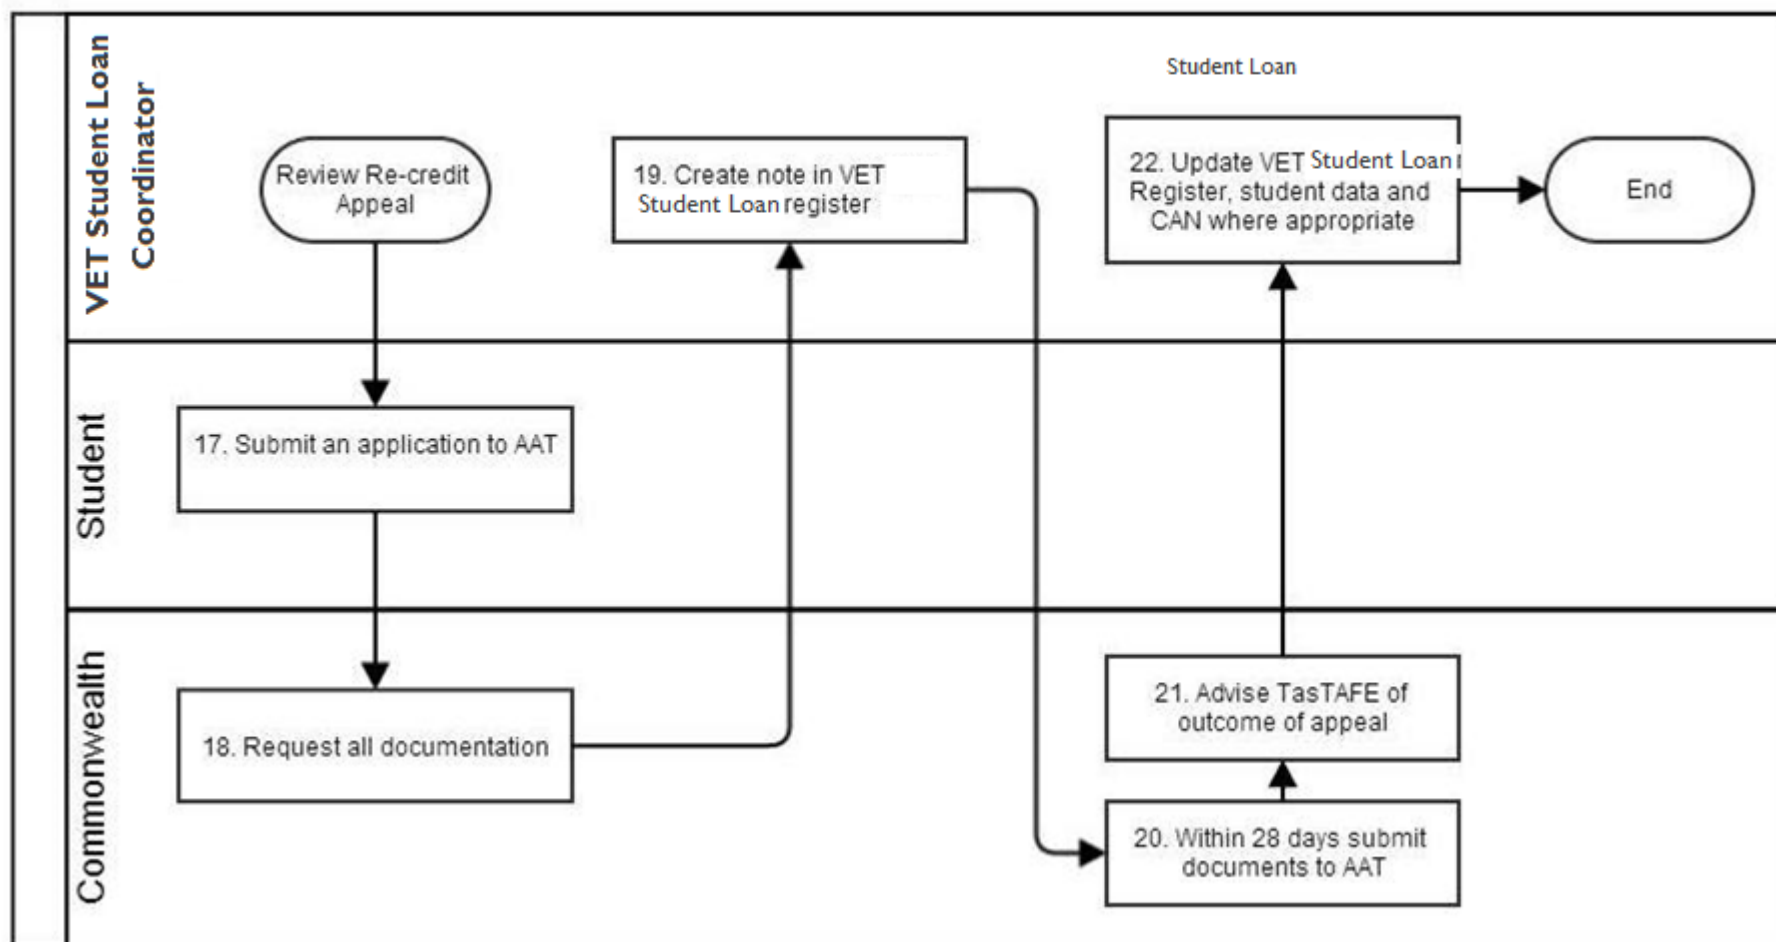 VET Student Loan
Coordinator
Student Loan
Review Re-credit
Appeal
19. Create note in VET
Student Loan register
22. Update VET Student Loan
Register, student data and
CAN where appropriate
End
Student
17. Submit an application to AAT
Commonwealth
18. Request all documentation
21. Advise TasTAFE of
outcome of appeal
20. Within 28 days submit
documents to AAT